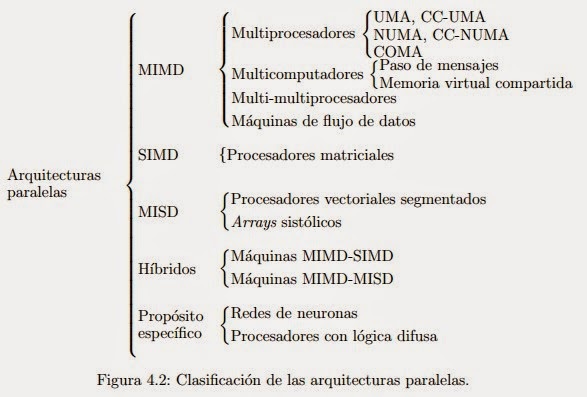 Arquitecturas
paralelas
MIMD
Multiprocesadores
UMA, CC-UMA
NUMA, CC-NUMA
COMA
Multicomputadores
Paso de mensajes
Memoria virtual compartida
Multi-multiprocesadores
Máquinas de flujo de datos
SIMD
Procesadores matriciales
MISD
Procesadores vectoriales segmentados
Arrays sistólicos
Híbridos
Máquinas MIMD-SIMD
Máquinas MIMD-MISD
Propósito
específico
Redes de neuronas
Procesadores con lógica difusa
Figura 4.2: Clasificación de las arquitecturas paralelas.